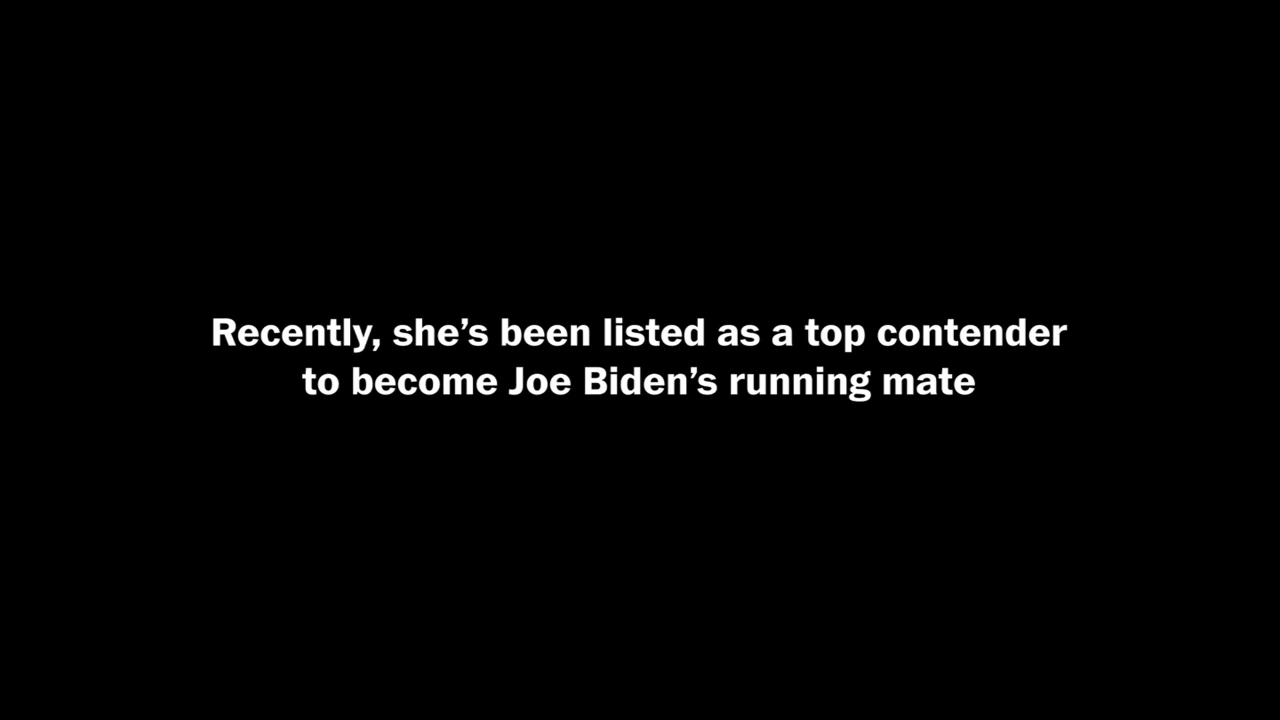 Recently, she’s been listed as a top contender
to become Joe Biden’s running mate